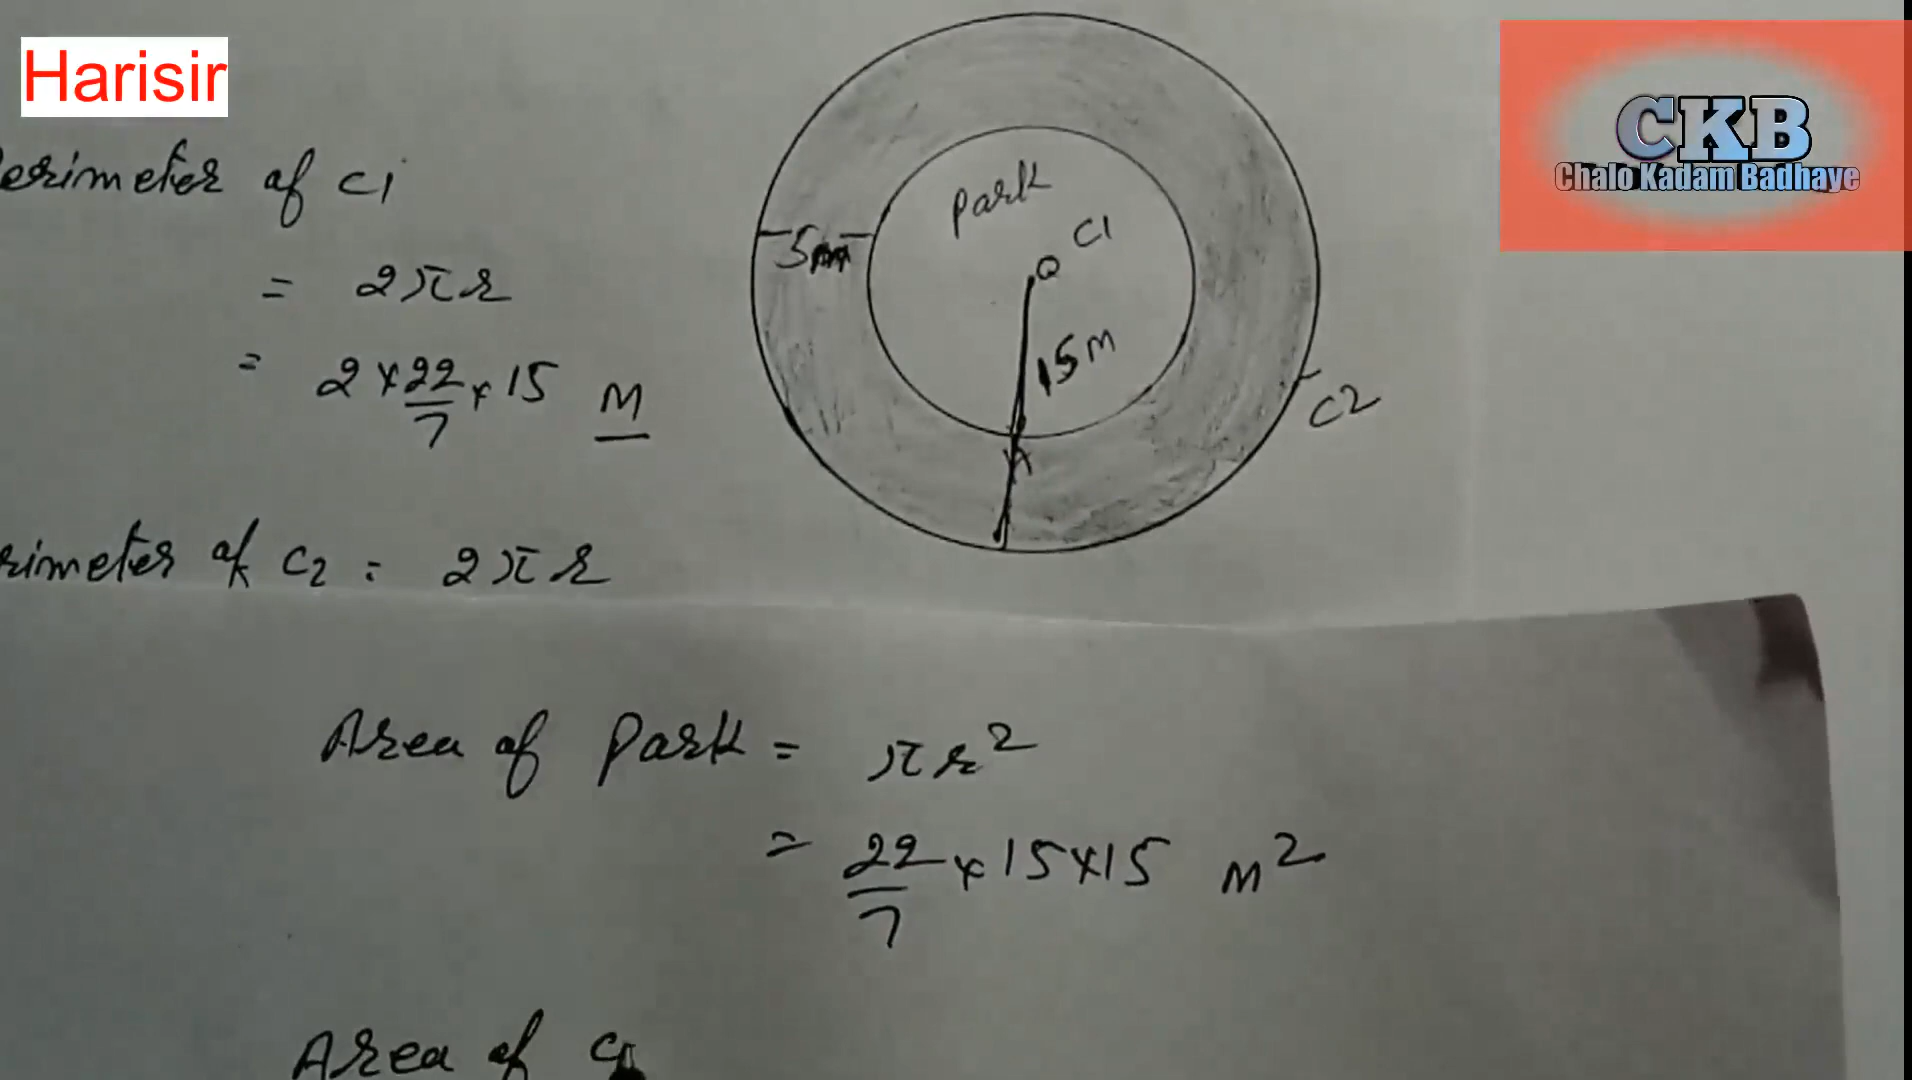 Harisir
CKB
Chalo Kadam Badhaye
erimeter of C1
= 2πr
= 2 × 22/7 × 15 M
rimeter of C2 = 2πr
Park
C1
O
5m
15M
C2
Area of Park = πr²
= 22/7 × 15 × 15 M²
Area of